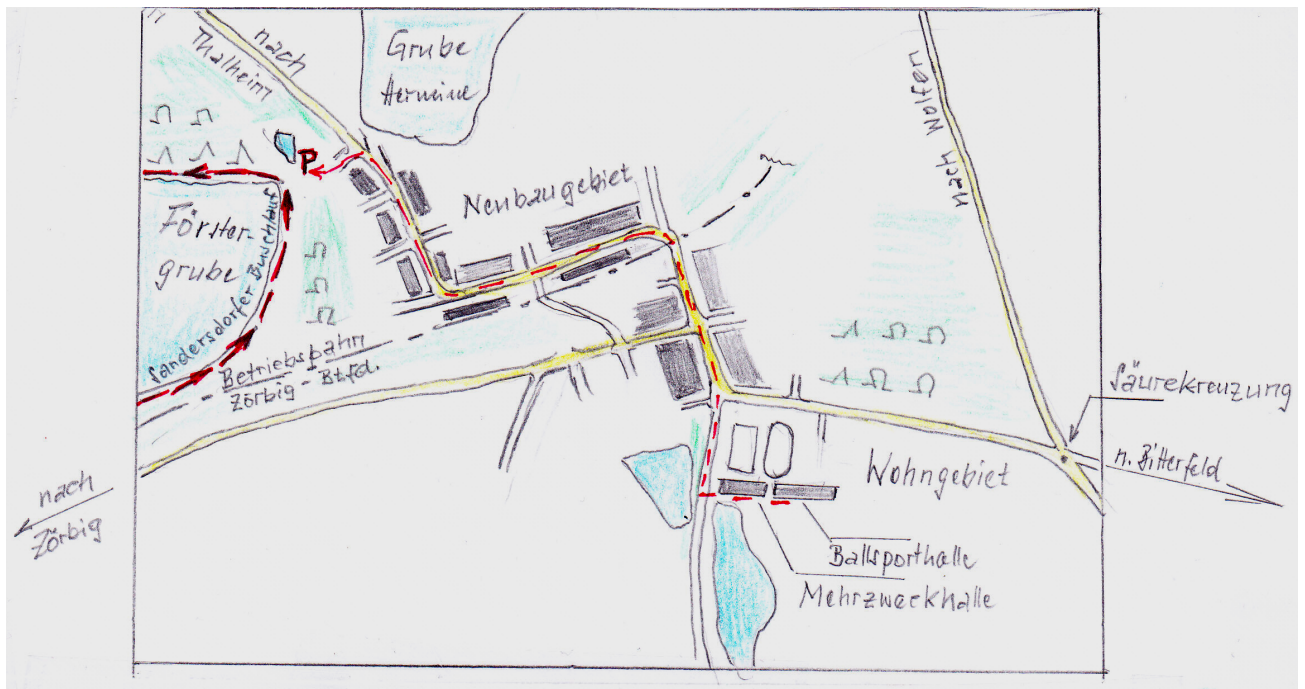 nach
Thalheim
Grube
Hermine
nach Wolfen
P
Neubaugebiet
Förster-
grube
Sandersdorfer Buschlauf
Betriebsbahn
Zörbig - Btfd.
Säurekreuzung
n. Bitterfeld
Wohngebiet
nach
Zörbig
Ballsporthalle
Mehrzweckhalle